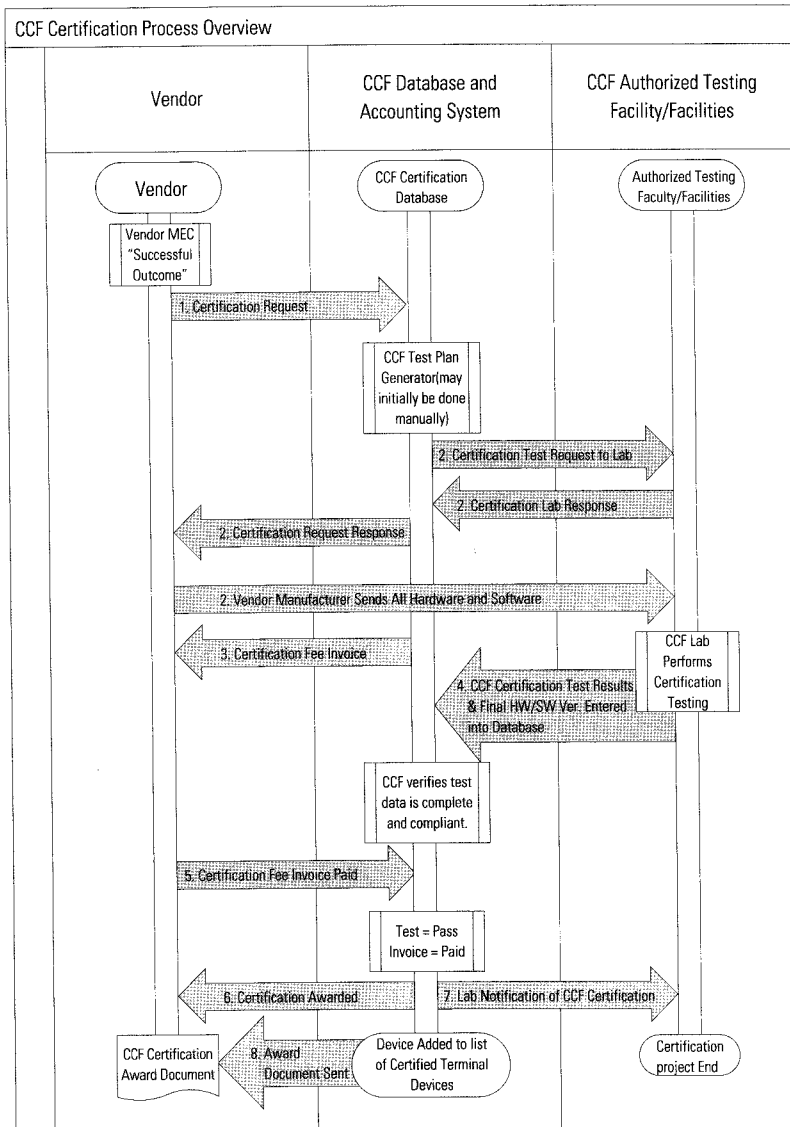 CCF Certification Process Overview
Vendor
CCF Database and
Accounting System
CCF Authorized Testing
Facility/Facilities
Vendor
CCF Certification
Database
Authorized Testing
Faculty/Facilities
Vendor MEC
"Successful
Outcome"
1. Certification Request
CCF Test Plan
Generator(may
initially be done
manually)
2. Certification Test Request to Lab
2. Certification Lab Response
2. Certification Request Response
2. Vendor Manufacturer Sends All Hardware and Software
3. Certification Fee Invoice
CCF Lab
Performs
Certification
Testing
4. CCF Certification Test Results
& Final HW/SW Ver. Entered
into Database
CCF verifies test
data is complete
and compliant.
5. Certification Fee Invoice Paid
Test = Pass
Invoice = Paid
6. Certification Awarded
7. Lab Notification of CCF Certification
CCF Certification
Award Document
8. Award
Document Sent
Device Added to list
of Certified Terminal
Devices
Certification
project End